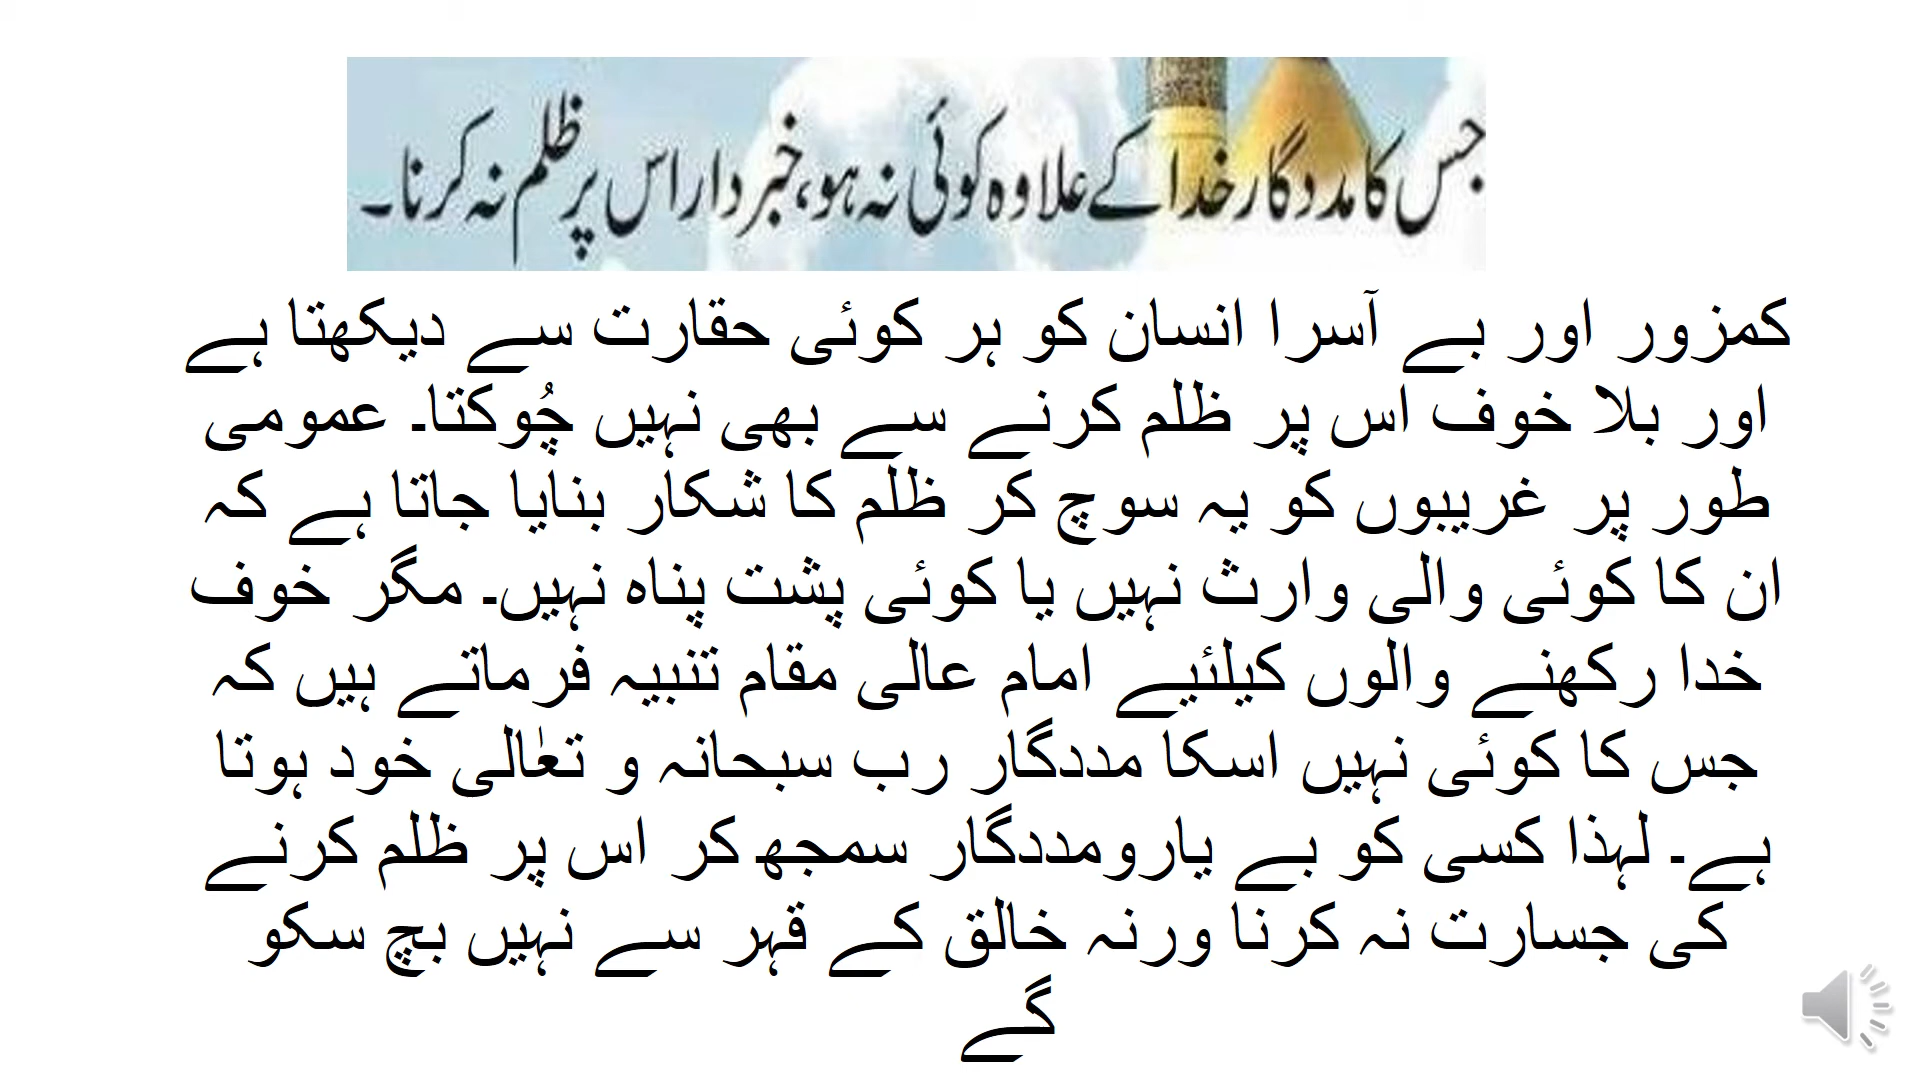 جس کا مددگار خدا کے علاوہ کوئی نہ ہو، خبردار اس پر ظلم نہ کرنا۔
کمزور اور بے آسرا انسان کو ہر کوئی حقارت سے دیکھتا ہے
اور بلا خوف اس پر ظلم کرنے سے بھی نہیں چُوکتا۔ عمومی
طور پر غریبوں کو یہ سوچ کر ظلم کا شکار بنایا جاتا ہے کہ
ان کا کوئی والی وارث نہیں یا کوئی پشت پناہ نہیں۔ مگر خوف
خدا رکھنے والوں کیلئیے امام عالی مقام تنبیہ فرماتے ہیں کہ
جس کا کوئی نہیں اسکا مددگار رب سبحانہ و تعٰالی خود ہوتا
ہے۔ لہذا کسی کو بے یارومددگار سمجھ کر اس پر ظلم کرنے
کی جسارت نہ کرنا ورنہ خالق کے قہر سے نہیں بچ سکو
گے